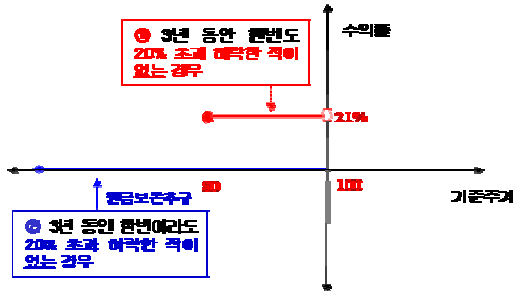 ❶ 3년 동안 한번도
20% 초과 하락한 적이
없는 경우
수익률
21%
80
100
기준주가
원금보존추구
❷ 3년 동안 한번이라도
20% 초과 하락한 적이
있는 경우